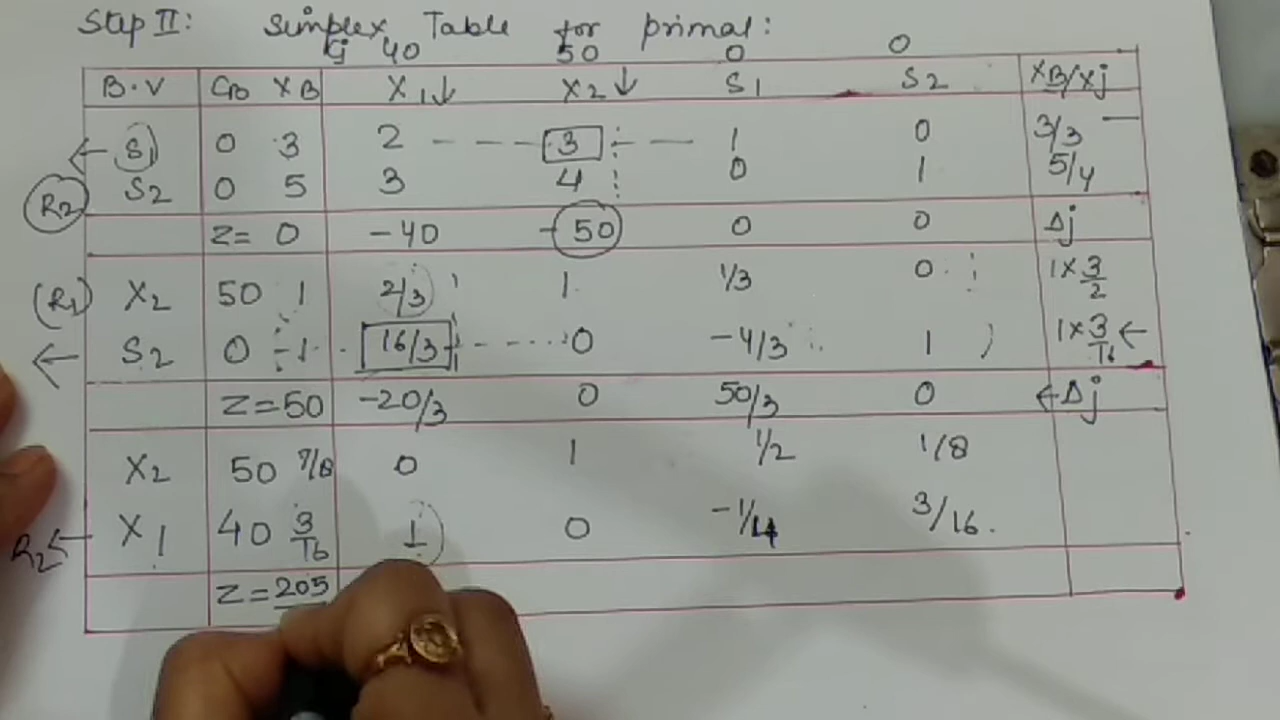 Step II: Simplex Table for primal:
Cj 40 50 0 0
B.V CB XB X1↓ X2↓ S1 S2 XB/Xj
← S1 0 3 2 3 1 0 3/3
R2 S2 0 5 3 4 0 1 5/4
Z= 0 -40 -50 0 0 Δj
(R1) X2 50 1 2/3 1 1/3 0 1×3/2
← S2 0 1 16/3 0 -4/3 1 1×3/16 ←
Z=50 -20/3 0 50/3 0 ←Δj
X2 50 7/8 0 1 1/2 1/8
R2← X1 40 3/16 1 0 -1/4 3/16.
Z=205